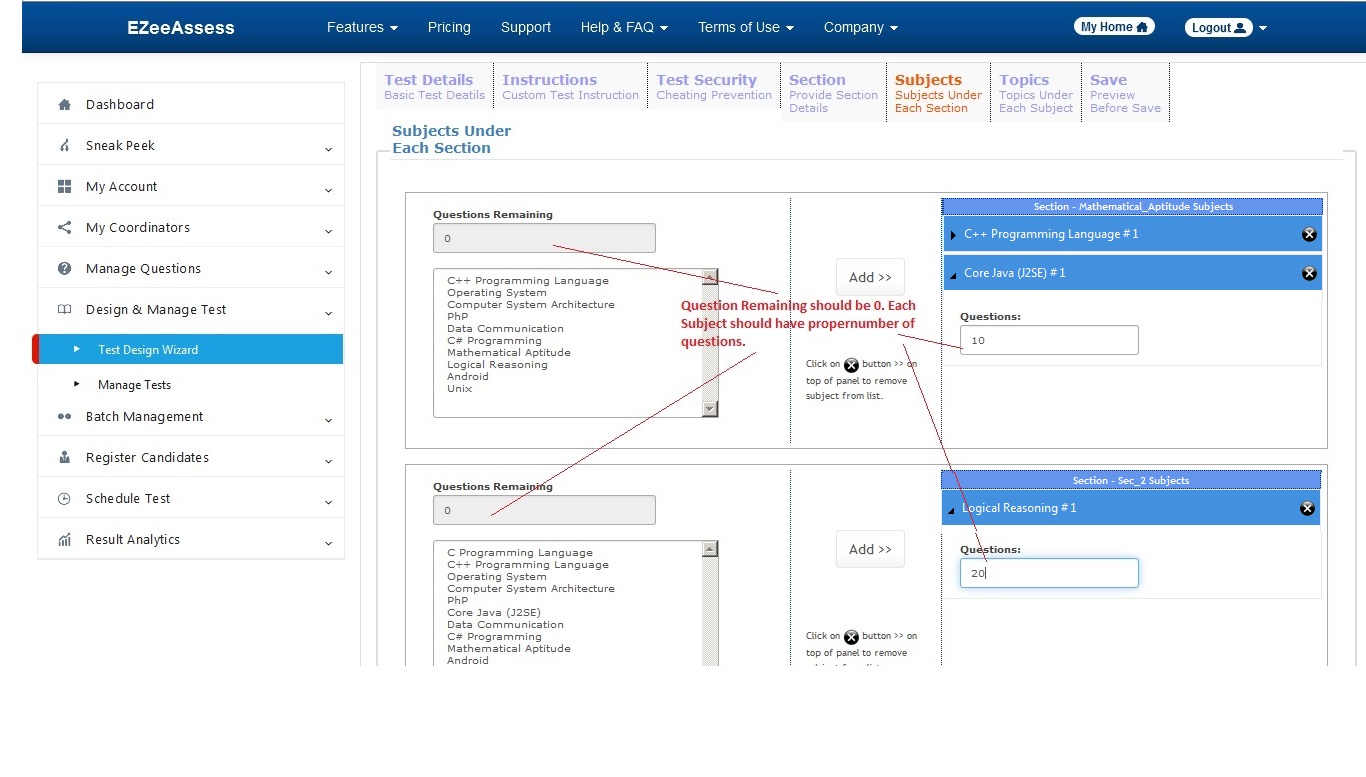 EZeeAssess
Features
Pricing
Support
Help & FAQ
Terms of Use
Company
My Home
Logout
Dashboard
Sneak Peek
My Account
My Coordinators
Manage Questions
Design & Manage Test
Test Design Wizard
Manage Tests
Batch Management
Register Candidates
Schedule Test
Result Analytics
Test Details
Basic Test Deatils
Instructions
Custom Test Instruction
Test Security
Cheating Prevention
Section
Provide Section
Details
Subjects
Subjects Under
Each Section
Topics
Topics Under
Each Subject
Save
Preview
Before Save
Subjects Under
Each Section
Questions Remaining
0
C++ Programming Language
Operating System
Computer System Architecture
PhP
Data Communication
C# Programming
Mathematical Aptitude
Logical Reasoning
Android
Unix
Add >>
Question Remaining should be 0. Each
Subject should have propernumber of
questions.
Click on button >> on
top of panel to remove
subject from list.
Section - Mathematical_Aptitude Subjects
C++ Programming Language #1
Core Java (J2SE) #1
Questions:
10
Questions Remaining
0
C Programming Language
C++ Programming Language
Operating System
Computer System Architecture
PhP
Core Java (J2SE)
Data Communication
C# Programming
Mathematical Aptitude
Android
Add >>
Click on button >> on
top of panel to remove
Section - Sec_2 Subjects
Logical Reasoning #1
Questions:
20